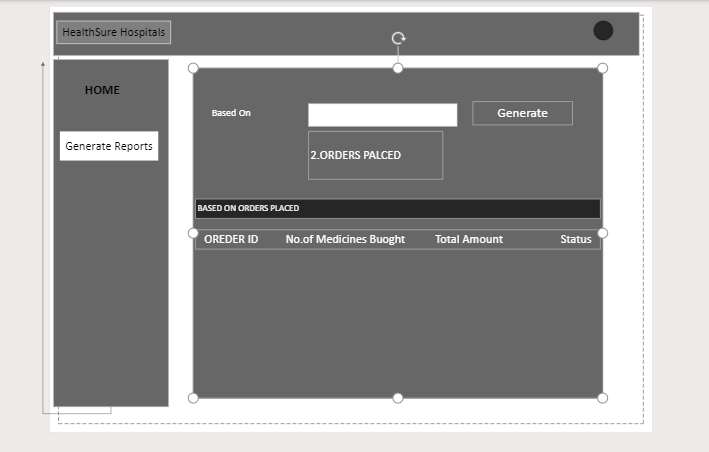 HealthSure Hospitals
HOME
Generate Reports
Based On
Generate
2.ORDERS PALCED
BASED ON ORDERS PLACED
OREDER ID No.of Medicines Buoght Total Amount Status